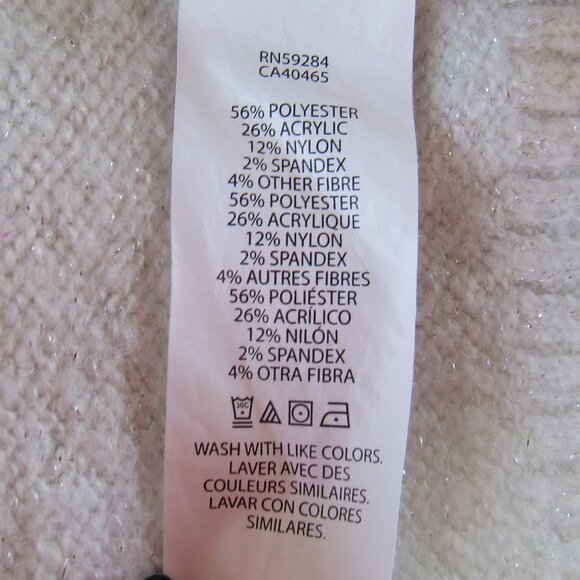 RN59284
CA40465
56% POLYESTER
26% ACRYLIC
12% NYLON
2% SPANDEX
4% OTHER FIBRE
56% POLYESTER
26% ACRYLIQUE
12% NYLON
2% SPANDEX
4% AUTRES FIBRES
56% POLIÉSTER
26% ACRÍLICO
12% NILÓN
2% SPANDEX
4% OTRA FIBRA
30C
WASH WITH LIKE COLORS.
LAVER AVEC DES
COULEURS SIMILAIRES.
LAVAR CON COLORES
SIMILARES.